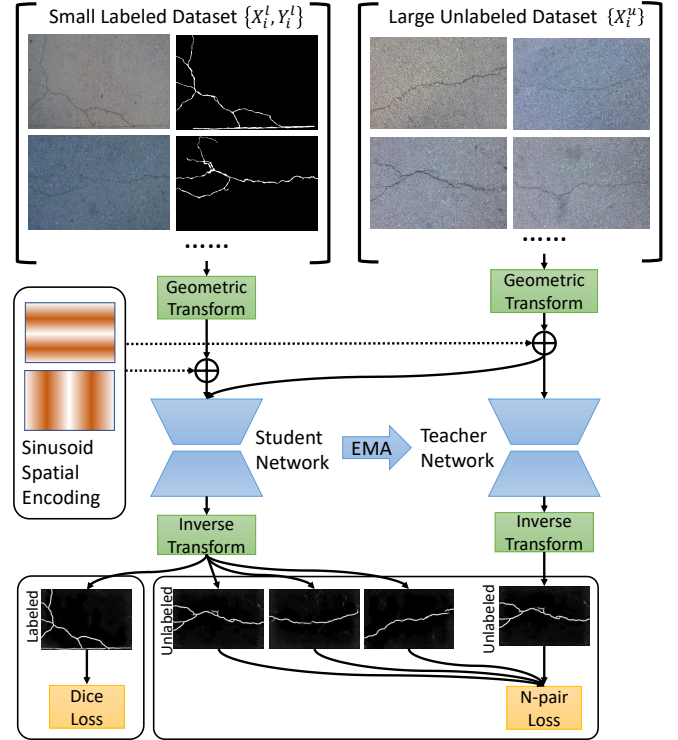 Small Labeled Dataset {X_i^l, Y_i^l}
Large Unlabeled Dataset {X_i^u}
......
......
Geometric
Transform
Geometric
Transform
Sinusoid
Spatial
Encoding
Student
Network
EMA
Teacher
Network
Inverse
Transform
Inverse
Transform
Labeled
Unlabeled
Unlabeled
Dice
Loss
N-pair
Loss